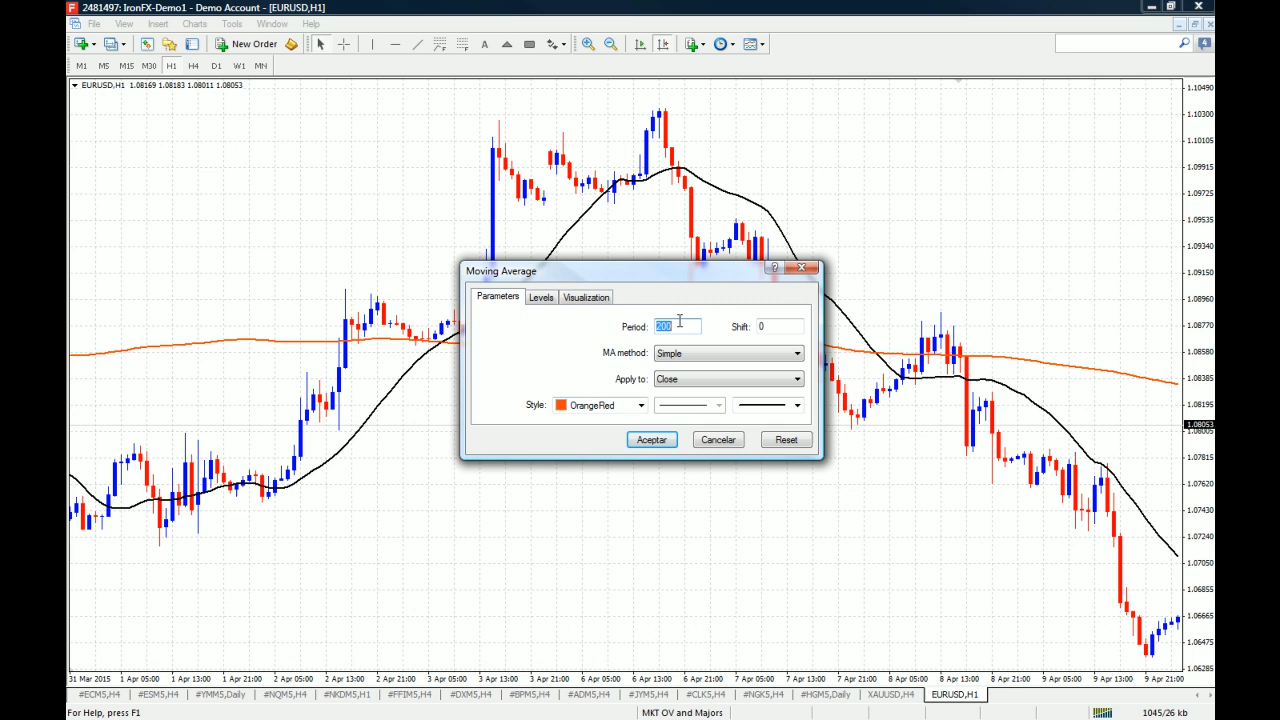 2481497: IronFX-Demo1 - Demo Account - [EURUSD,H1]
File View Insert Charts Tools Window Help
New Order A 4
M1 M5 M15 M30 H1 H4 D1 W1 MN
EURUSD,H1 1.08169 1.08183 1.08011 1.08053
1.10490
1.10300
1.10105
1.09915
1.09725
1.09535
1.09340
1.09150
1.08960
1.08770
1.08580
1.08385
1.08053
1.08005
1.07815
1.07620
1.07430
1.07240
1.07050
1.06855
1.06665
1.06475
1.06285
Moving Average
Parameters Levels Visualization
Period: 200 Shift: 0
MA method: Simple
Apply to: Close
Style: OrangeRed
Aceptar Cancelar Reset
31 Mar 2015 1 Apr 05:00 1 Apr 13:00 1 Apr 21:00 2 Apr 05:00 2 Apr 13:00 2 Apr 21:00 3 Apr 05:00 3 Apr 13:00 3 Apr 21:00 6 Apr 05:00 6 Apr 13:00 6 Apr 21:00 7 Apr 05:00 7 Apr 13:00 7 Apr 21:00 8 Apr 05:00 8 Apr 13:00 8 Apr 21:00 9 Apr 05:00 9 Apr 13:00 9 Apr 21:00
#ECM5,H4 #ESM5,H4 #YMM5,Daily #NQM5,H4 #NKDM5,H1 #FFIM5,H4 #DXM5,H4 #BPM5,H4 #ADM5,H4 #JYM5,H4 #CLK5,H4 #NGK5,H4 #HGM5,Daily XAUUSD,H4 EURUSD,H1
For Help, press F1 MKT OV and Majors 1045/26 kb